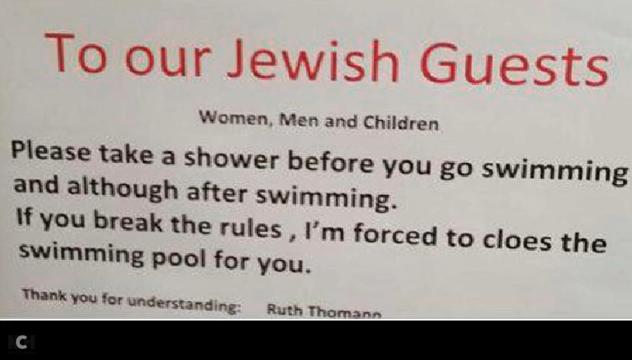 To our Jewish Guests
Women, Men and Children
Please take a shower before you go swimming
and although after swimming.
If you break the rules , I'm forced to cloes the
swimming pool for you.
Thank you for understanding: Ruth Thomann
C